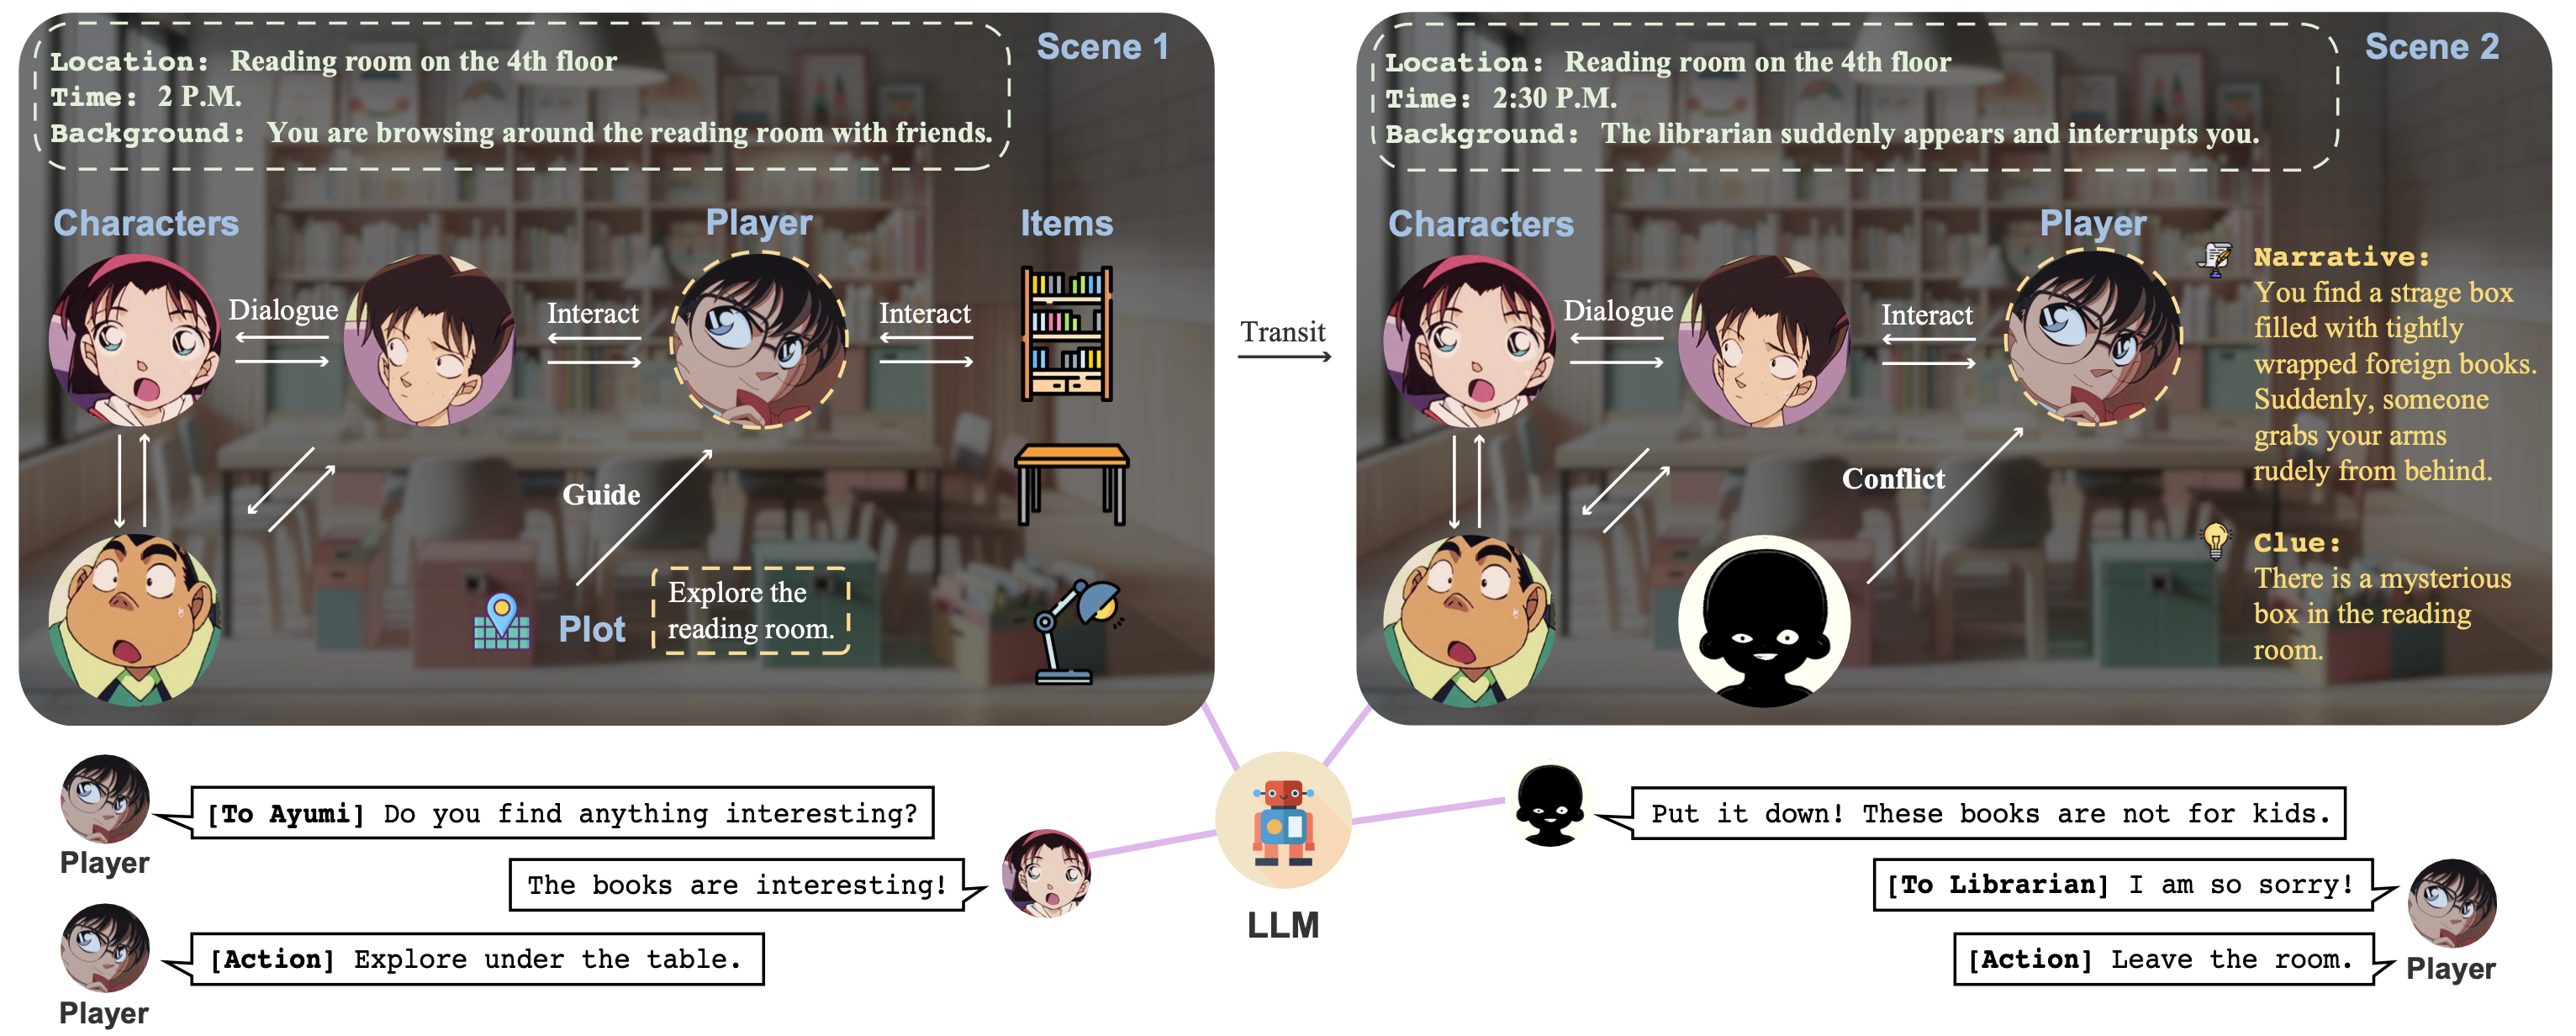 Scene 1
Location: Reading room on the 4th floor
Time: 2 P.M.
Background: You are browsing around the reading room with friends.
Characters
Player
Items
Dialogue
Interact
Interact
Guide
Plot
Explore the
reading room.
Transit
Scene 2
Location: Reading room on the 4th floor
Time: 2:30 P.M.
Background: The librarian suddenly appears and interrupts you.
Characters
Player
Dialogue
Interact
Conflict
Narrative:
You find a strage box
filled with tightly
wrapped foreign books.
Suddenly, someone
grabs your arms
rudely from behind.
Clue:
There is a mysterious
box in the reading
room.
[To Ayumi] Do you find anything interesting?
Player
The books are interesting!
[Action] Explore under the table.
Player
LLM
Put it down! These books are not for kids.
[To Librarian] I am so sorry!
[Action] Leave the room.
Player